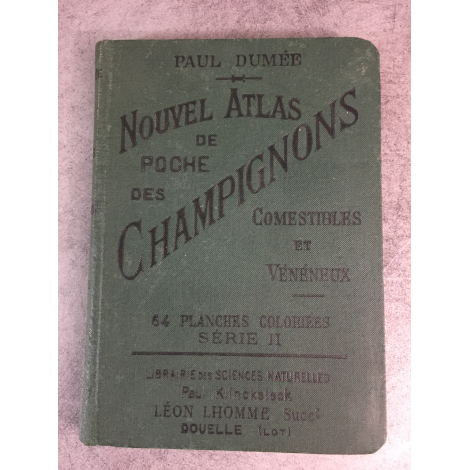 PAUL DUMÉE
NOUVEL ATLAS
DE
POCHE
DES
CHAMPIGNONS
COMESTIBLES
ET
VÉNÉNEUX
64 PLANCHES COLORIÉES
SÉRIE II
LIBRAIRIE DES SCIENCES NATURELLES
Paul Klincksieck
LÉON LHOMME Succr
DOUELLE (LOT)